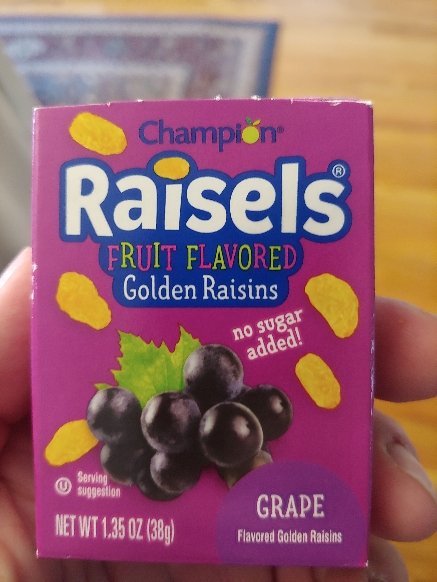 Champion®
Raisels®
FRUIT FLAVORED
Golden Raisins
no sugar
added!
U
Serving
suggestion
GRAPE
NET WT 1.35 OZ (38g)
Flavored Golden Raisins